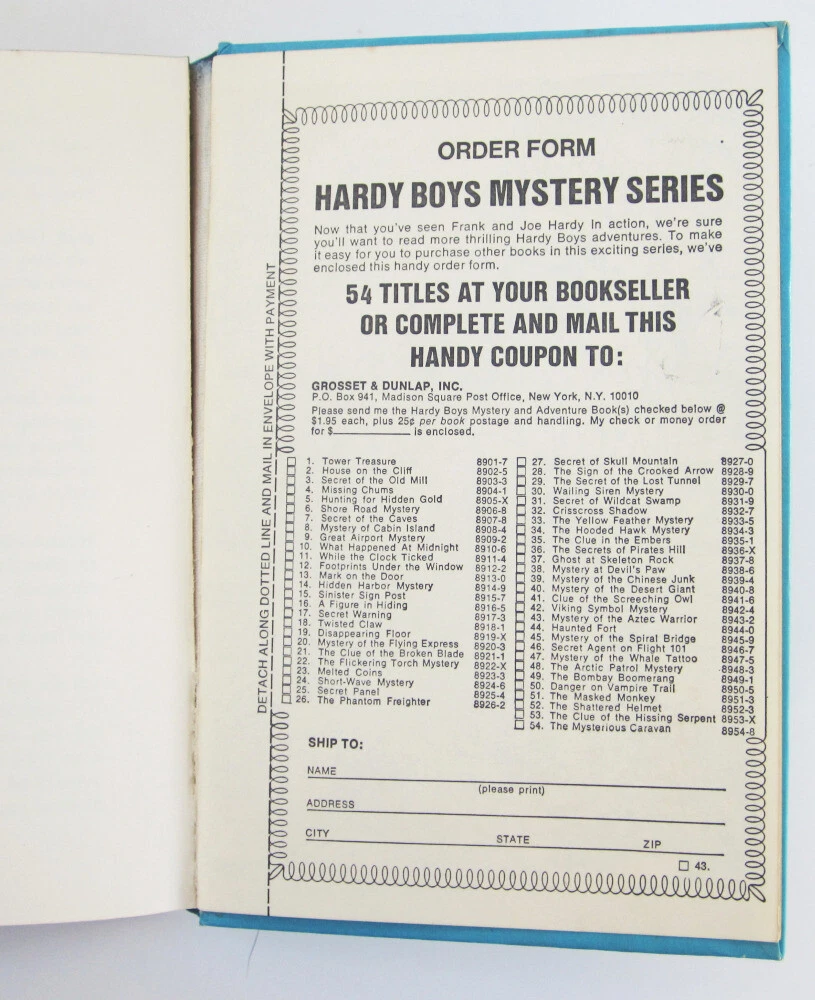 ORDER FORM
HARDY BOYS MYSTERY SERIES
Now that you've seen Frank and Joe Hardy in action, we're sure
you'll want to read more thrilling Hardy Boys adventures. To make
it easy for you to purchase other books in this exciting series, we've
enclosed this handy order form.
54 TITLES AT YOUR BOOKSELLER
OR COMPLETE AND MAIL THIS
HANDY COUPON TO:
GROSSET & DUNLAP, INC.
P.O. Box 941, Madison Square Post Office, New York, N.Y. 10010
Please send me the Hardy Boys Mystery and Adventure Book(s) checked below @
$1.95 each, plus 25¢ per book postage and handling. My check or money order
for $____________ is enclosed.
1. Tower Treasure 8901-7
2. House on the Cliff 8902-5
3. Secret of the Old Mill 8903-3
4. Missing Chums 8904-1
5. Hunting for Hidden Gold 8905-X
6. Shore Road Mystery 8906-8
7. Secret of the Caves 8907-8
8. Mystery of Cabin Island 8908-4
9. Great Airport Mystery 8909-2
10. What Happened At Midnight 8910-6
11. While the Clock Ticked 8911-4
12. Footprints Under the Window 8912-2
13. Mark on the Door 8913-0
14. Hidden Harbor Mystery 8914-9
15. Sinister Sign Post 8915-7
16. A Figure in Hiding 8916-5
17. Secret Warning 8917-3
18. Twisted Claw 8918-1
19. Disappearing Floor 8919-X
20. Mystery of the Flying Express 8920-3
21. The Clue of the Broken Blade 8921-1
22. The Flickering Torch Mystery 8922-X
23. Melted Coins 8923-3
24. Short-Wave Mystery 8924-6
25. Secret Panel 8925-4
26. The Phantom Freighter 8926-2
27. Secret of Skull Mountain 8927-0
28. The Sign of the Crooked Arrow 8928-9
29. The Secret of the Lost Tunnel 8929-7
30. Wailing Siren Mystery 8930-0
31. Secret of Wildcat Swamp 8931-9
32. Crisscross Shadow 8932-7
33. The Yellow Feather Mystery 8933-5
34. The Hooded Hawk Mystery 8934-3
35. The Clue in the Embers 8935-1
36. The Secrets of Pirates Hill 8936-X
37. Ghost at Skeleton Rock 8937-8
38. Mystery at Devil's Paw 8938-6
39. Mystery of the Chinese Junk 8939-4
40. Mystery of the Desert Giant 8940-8
41. Clue of the Screeching Owl 8941-6
42. Viking Symbol Mystery 8942-4
43. Mystery of the Aztec Warrior 8943-2
44. Haunted Fort 8944-0
45. Mystery of the Spiral Bridge 8945-9
46. Secret Agent on Flight 101 8946-7
47. Mystery of the Whale Tattoo 8947-5
48. The Arctic Patrol Mystery 8948-3
49. The Bombay Boomerang 8949-1
50. Danger on Vampire Trail 8950-5
51. The Masked Monkey 8951-3
52. The Shattered Helmet 8952-3
53. The Clue of the Hissing Serpent 8953-X
54. The Mysterious Caravan 8954-8
SHIP TO:
NAME
(please print)
ADDRESS
CITY STATE ZIP
43.
DETACH ALONG DOTTED LINE AND MAIL IN ENVELOPE WITH PAYMENT